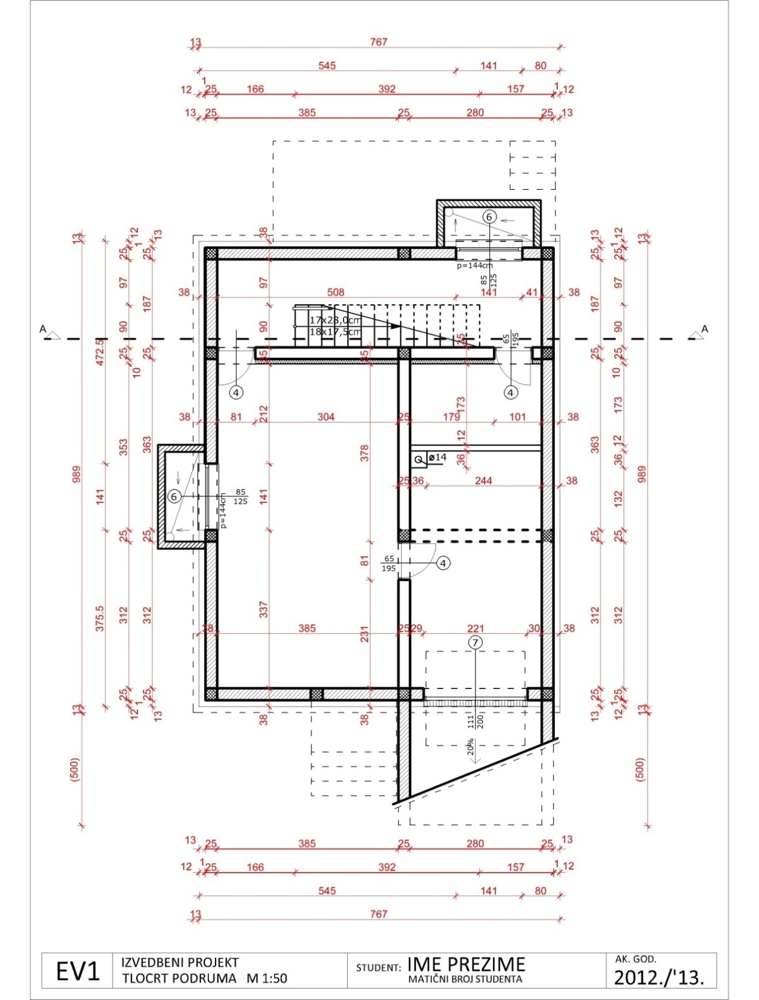 13 767
545 141 80
1
12 25 166 392 157 1 12
13 25 385 25 280 25 13
13 12 1 13 38 13 12 1
25 25 25 25
6
p=144cm
85
125
97 187 97 187 97
38 508 141 41 38
90 17x28,0cm 90 90
18x17,5cm
65
195
25
A A
472.5 25 25 35 35 25 25
10 10
4 4
38 81 212 304 25 179 173 101 38
173
989 353 363 378 12 363 12 989
36 ⌀14 36
25 36 244 38
141 6 85
125
p=144cm 141 132
25 25 25 25
65
195
4
81
375.5 312 312 337 312 312
38 385 231 25 29 221 30 38
7
25 25 25 25
13 12 1 13 38 38 111
200
13 12 1 13
20%
(500) (500)
13 25 385 25 280 25 13
1
12 25 166 392 157 1 12
545 141 80
13 767
EV1
IZVEDBENI PROJEKT
TLOCRT PODRUMA M 1:50
STUDENT: IME PREZIME
MATIČNI BROJ STUDENTA
AK. GOD.
2012./'13.